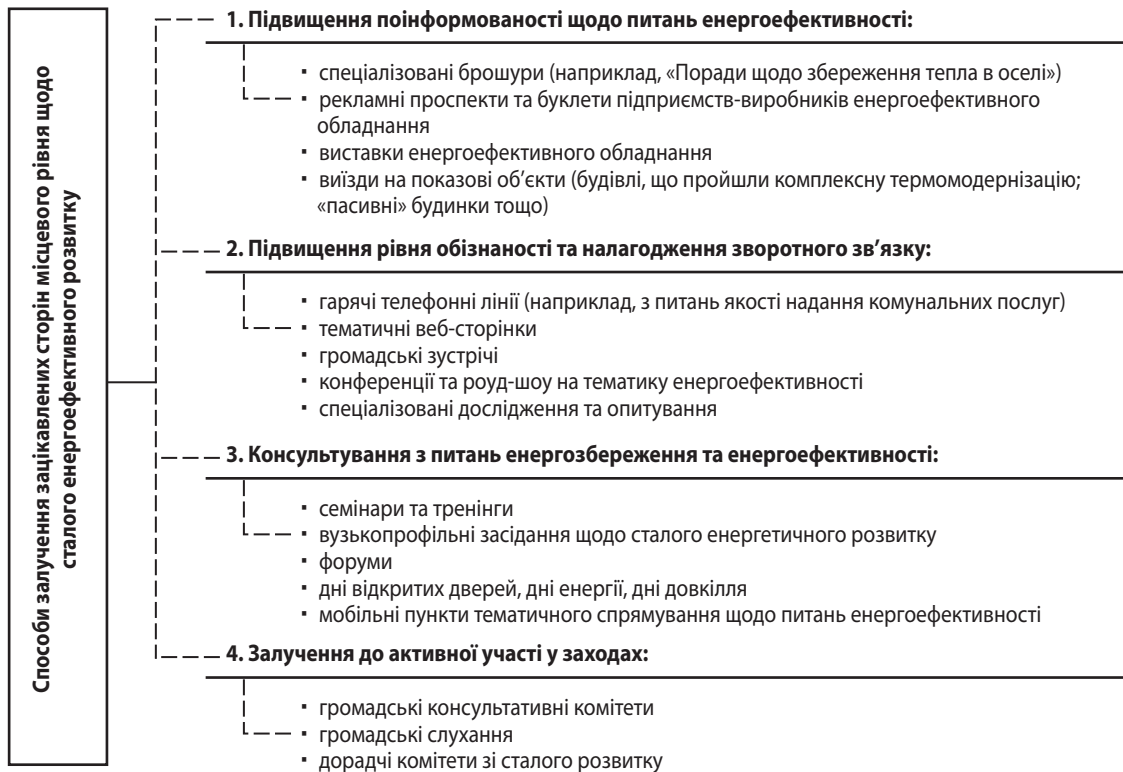 Способи залучення зацікавлених сторін місцевого рівня щодо
сталого енергоефективного розвитку
1. Підвищення поінформованості щодо питань енергоефективності:
▪ спеціалізовані брошури (наприклад, «Поради щодо збереження тепла в оселі»)
▪ рекламні проспекти та буклети підприємств-виробників енергоефективного
обладнання
▪ виставки енергоефективного обладнання
▪ виїзди на показові об’єкти (будівлі, що пройшли комплексну термомодернізацію;
«пасивні» будинки тощо)
2. Підвищення рівня обізнаності та налагодження зворотного зв’язку:
▪ гарячі телефонні лінії (наприклад, з питань якості надання комунальних послуг)
▪ тематичні веб-сторінки
▪ громадські зустрічі
▪ конференції та роуд-шоу на тематику енергоефективності
▪ спеціалізовані дослідження та опитування
3. Консультування з питань енергозбереження та енергоефективності:
▪ семінари та тренінги
▪ вузькопрофільні засідання щодо сталого енергетичного розвитку
▪ форуми
▪ дні відкритих дверей, дні енергії, дні довкілля
▪ мобільні пункти тематичного спрямування щодо питань енергоефективності
4. Залучення до активної участі у заходах:
▪ громадські консультативні комітети
▪ громадські слухання
▪ дорадчі комітети зі сталого розвитку